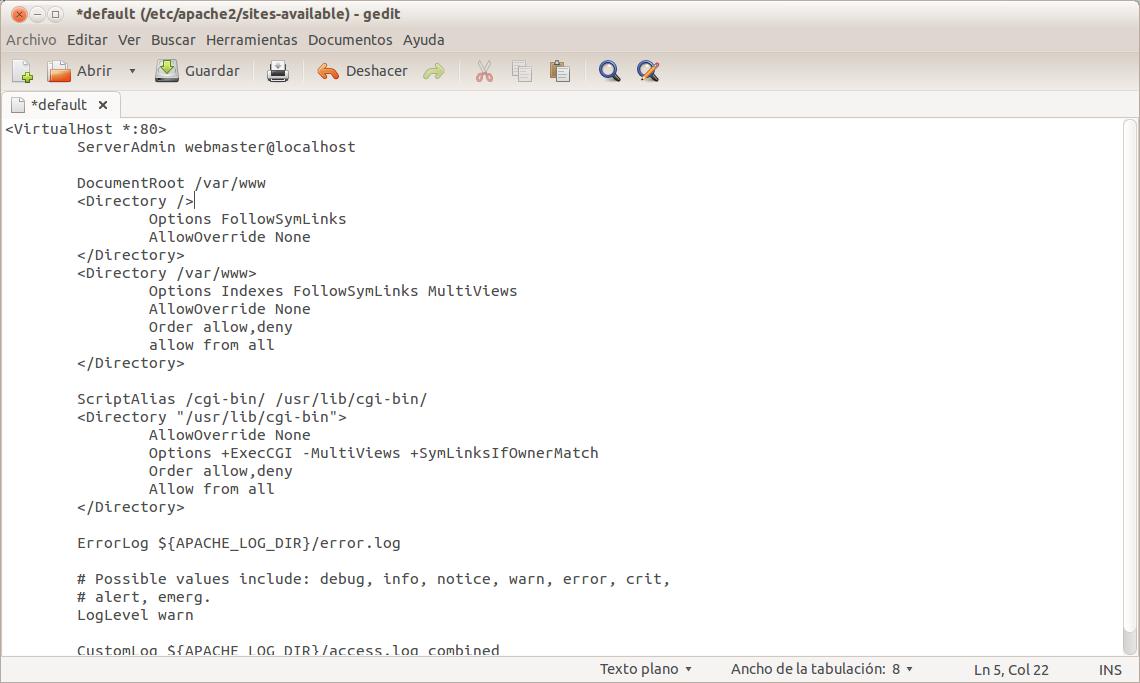 *default (/etc/apache2/sites-available) - gedit
Archivo Editar Ver Buscar Herramientas Documentos Ayuda
Abrir Guardar Deshacer
*default
<VirtualHost *:80>
        ServerAdmin webmaster@localhost

        DocumentRoot /var/www
        <Directory />
                Options FollowSymLinks
                AllowOverride None
        </Directory>
        <Directory /var/www>
                Options Indexes FollowSymLinks MultiViews
                AllowOverride None
                Order allow,deny
                allow from all
        </Directory>

        ScriptAlias /cgi-bin/ /usr/lib/cgi-bin/
        <Directory "/usr/lib/cgi-bin">
                AllowOverride None
                Options +ExecCGI -MultiViews +SymLinksIfOwnerMatch
                Order allow,deny
                Allow from all
        </Directory>

        ErrorLog ${APACHE_LOG_DIR}/error.log

        # Possible values include: debug, info, notice, warn, error, crit,
        # alert, emerg.
        LogLevel warn

        CustomLog ${APACHE_LOG_DIR}/access.log combined
Texto plano Ancho de la tabulación: 8 Ln 5, Col 22 INS